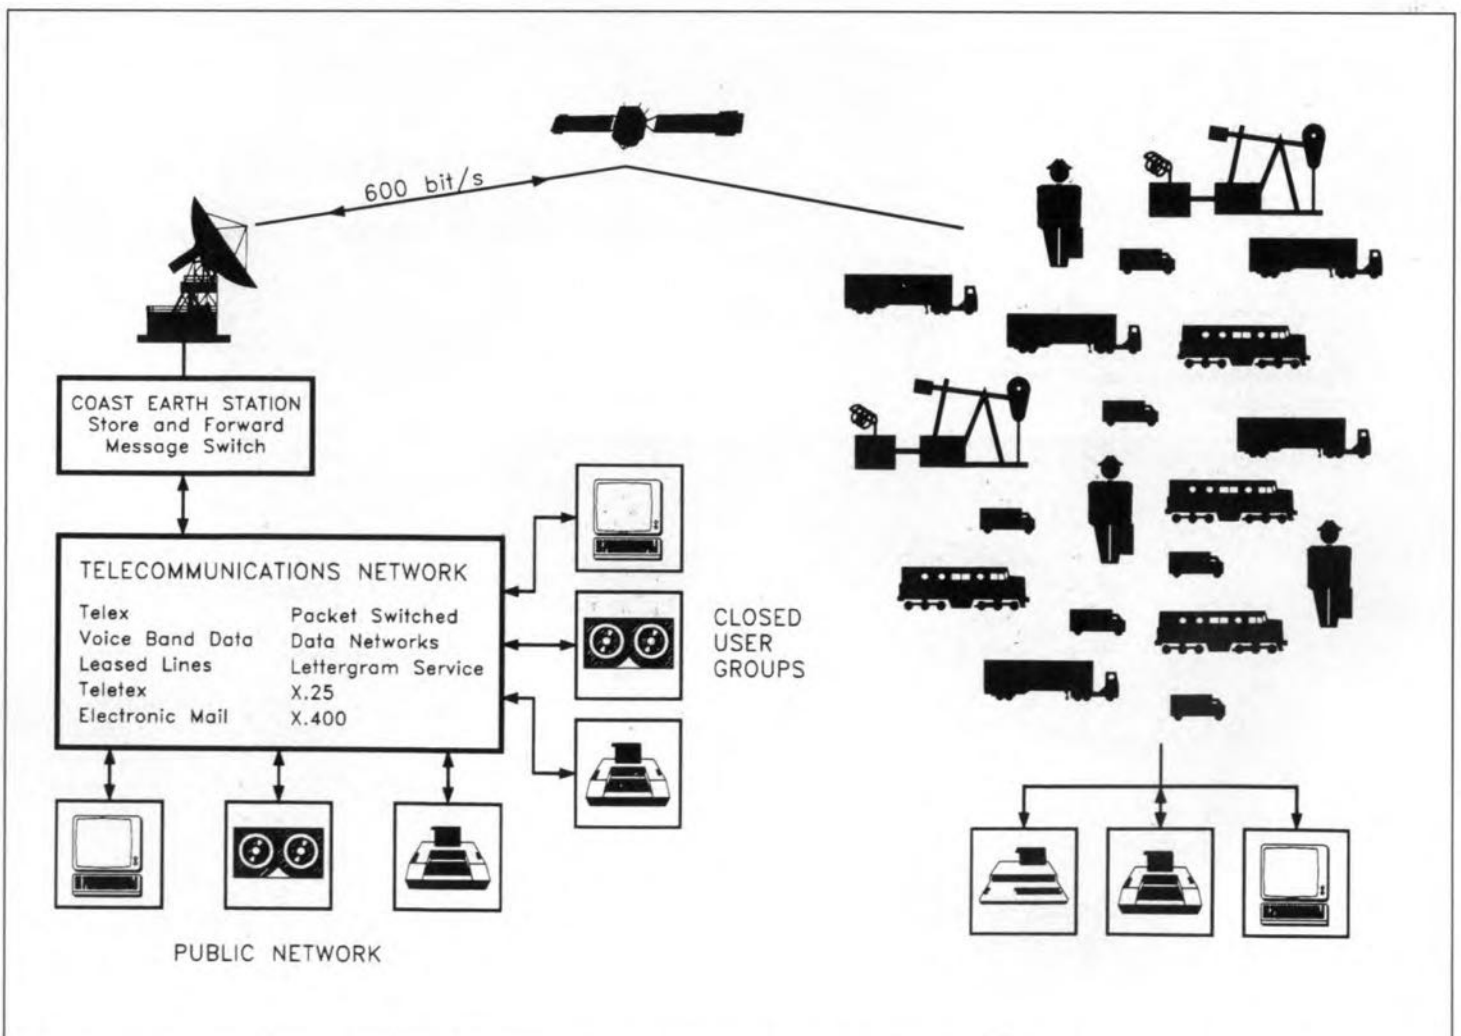 600 bit/s
COAST EARTH STATION
Store and Forward
Message Switch
TELECOMMUNICATIONS NETWORK
Telex
Voice Band Data
Leased Lines
Teletex
Electronic Mail
Packet Switched
Data Networks
Lettergram Service
X.25
X.400
CLOSED
USER
GROUPS
PUBLIC NETWORK